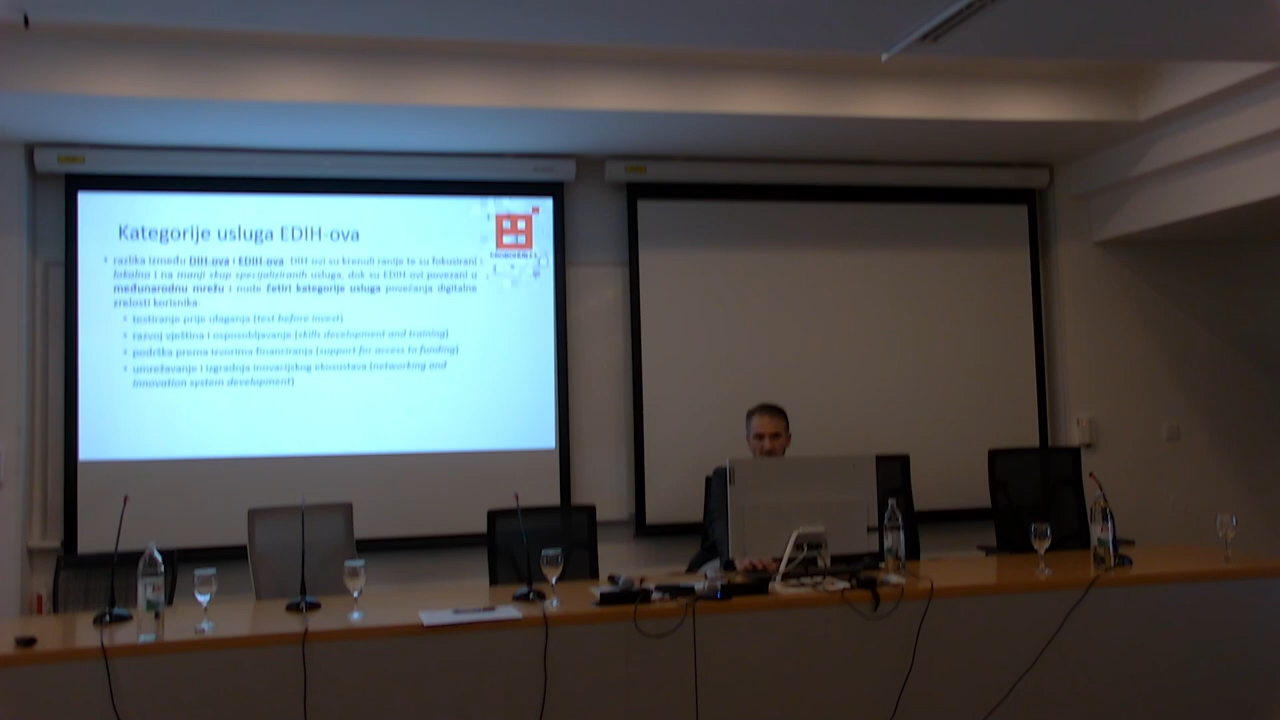 Kategorije usluga EDIH-ova
• razlika između DIH-ova i EDIH-ova DIH ovi su krenuli ranije te su fokusirani i
lokalno i na manji skup specijaliziranih usluga, dok su EDIH ovi povezani u
međunarodnu mrežu i nude četiri kategorije usluga povećanja digitalne
zrelosti korisnika:
• testiranje prije ulaganja (test before invest)
• razvoj vještina i osposobljavanje (skills development and training)
• podrška prema izvorima financiranja (support for access to funding)
• umrežavanje i izgradnja inovacijskog ekosustava (networking and
innovation system development)